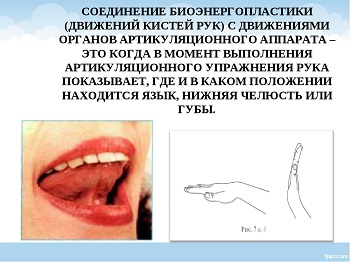 СОЕДИНЕНИЕ БИОЭНЕРГОПЛАСТИКИ
(ДВИЖЕНИЙ КИСТЕЙ РУК) С ДВИЖЕНИЯМИ
ОРГАНОВ АРТИКУЛЯЦИОННОГО АППАРАТА –
ЭТО КОГДА В МОМЕНТ ВЫПОЛНЕНИЯ
АРТИКУЛЯЦИОННОГО УПРАЖНЕНИЯ РУКА
ПОКАЗЫВАЕТ, ГДЕ И В КАКОМ ПОЛОЖЕНИИ
НАХОДИТСЯ ЯЗЫК, НИЖНЯЯ ЧЕЛЮСТЬ ИЛИ
ГУБЫ.
Рис. 7 а, б
fppt.com